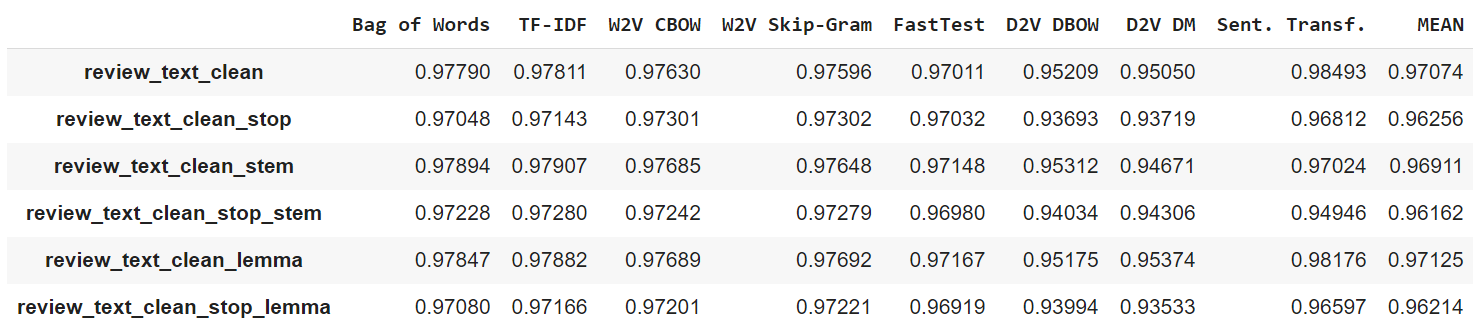 Bag of Words TF-IDF W2V CBOW W2V Skip-Gram FastTest D2V DBOW D2V DM Sent. Transf. MEAN
review_text_clean 0.97790 0.97811 0.97630 0.97596 0.97011 0.95209 0.95050 0.98493 0.97074
review_text_clean_stop 0.97048 0.97143 0.97301 0.97302 0.97032 0.93693 0.93719 0.96812 0.96256
review_text_clean_stem 0.97894 0.97907 0.97685 0.97648 0.97148 0.95312 0.94671 0.97024 0.96911
review_text_clean_stop_stem 0.97228 0.97280 0.97242 0.97279 0.96980 0.94034 0.94306 0.94946 0.96162
review_text_clean_lemma 0.97847 0.97882 0.97689 0.97692 0.97167 0.95175 0.95374 0.98176 0.97125
review_text_clean_stop_lemma 0.97080 0.97166 0.97201 0.97221 0.96919 0.93994 0.93533 0.96597 0.96214